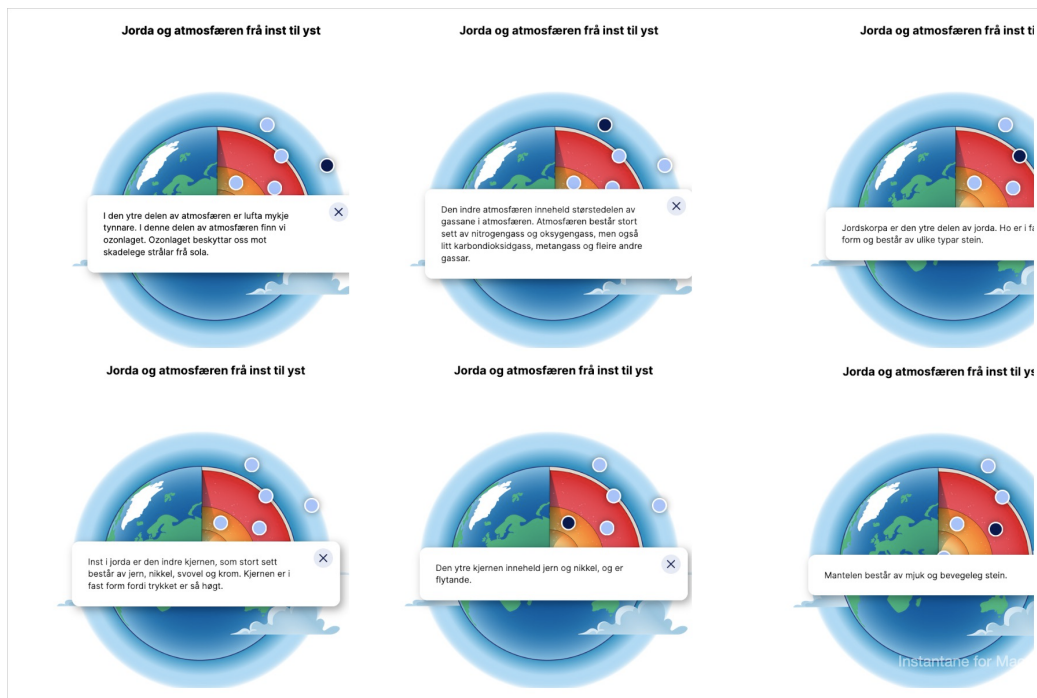 Jorda og atmosfæren frå inst til yst
Jorda og atmosfæren frå inst til yst
Jorda og atmosfæren frå inst
I den ytre delen av atmosfæren er lufta mykje
tynnare. I denne delen av atmosfæren finn vi
ozonlaget. Ozonlaget beskyttar oss mot
skadelege strålar frå sola.
Den indre atmosfæren inneheld størstedelen av
gassane i atmosfæren. Atmosfæren består stort
sett av nitrogengass og oksygengass, men også
litt karbondioksidgass, metangass og fleire andre
gassar.
Jordskorpa er den ytre delen av jorda. Ho er i
form og består av ulike typar stein.
Jorda og atmosfæren frå inst til yst
Jorda og atmosfæren frå inst til yst
Jorda og atmosfæren frå inst til
Inst i jorda er den indre kjernen, som stort sett
består av jern, nikkel, svovel og krom. Kjernen er i
fast form fordi trykket er så høgt.
Den ytre kjernen inneheld jern og nikkel, og er
flytande.
Mantelen består av mjuk og bevegeleg stein.
Instantane for